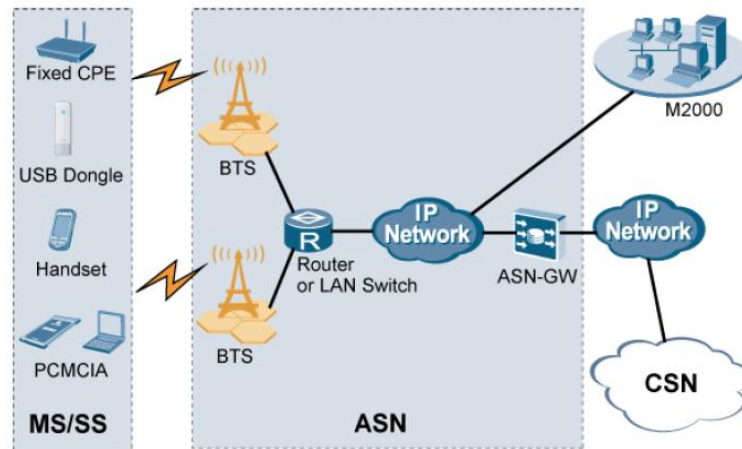 Fixed CPE
USB Dongle
Handset
PCMCIA
MS/SS
BTS
BTS
R
Router
or LAN Switch
IP
Network
ASN-GW
ASN
M2000
IP
Network
CSN